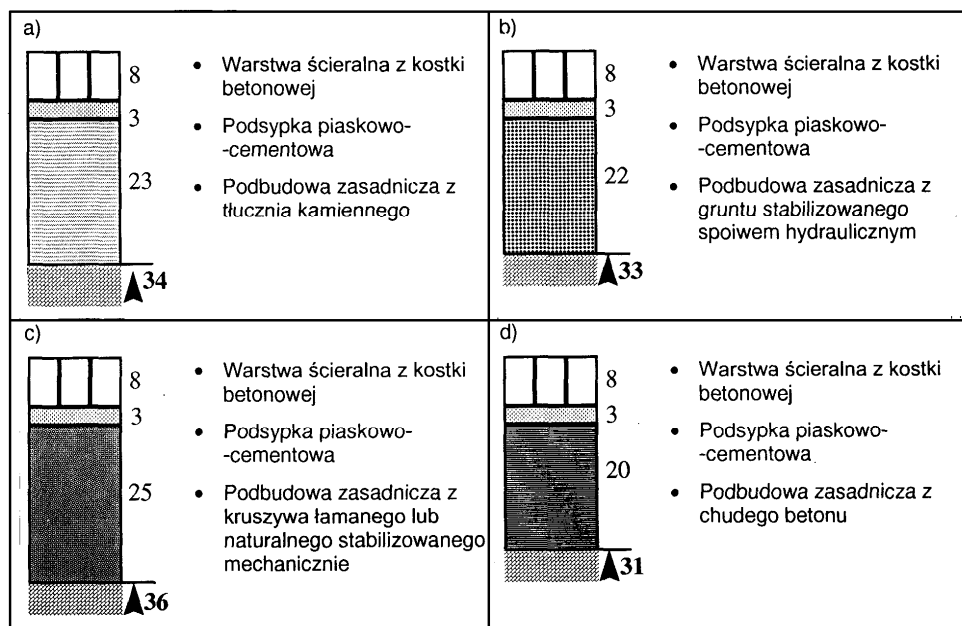 a)
8
3
23
34
• Warstwa ścieralna z kostki
betonowej
• Podsypka piaskowo-
-cementowa
• Podbudowa zasadnicza z
tłucznia kamiennego
b)
8
3
22
33
• Warstwa ścieralna z kostki
betonowej
• Podsypka piaskowo-
-cementowa
• Podbudowa zasadnicza z
gruntu stabilizowanego
spoiwem hydraulicznym
c)
8
3
25
36
• Warstwa ścieralna z kostki
betonowej
• Podsypka piaskowo-
-cementowa
• Podbudowa zasadnicza z
kruszywa łamanego lub
naturalnego stabilizowanego
mechanicznie
d)
8
3
20
31
• Warstwa ścieralna z kostki
betonowej
• Podsypka piaskowo-
-cementowa
• Podbudowa zasadnicza z
chudego betonu